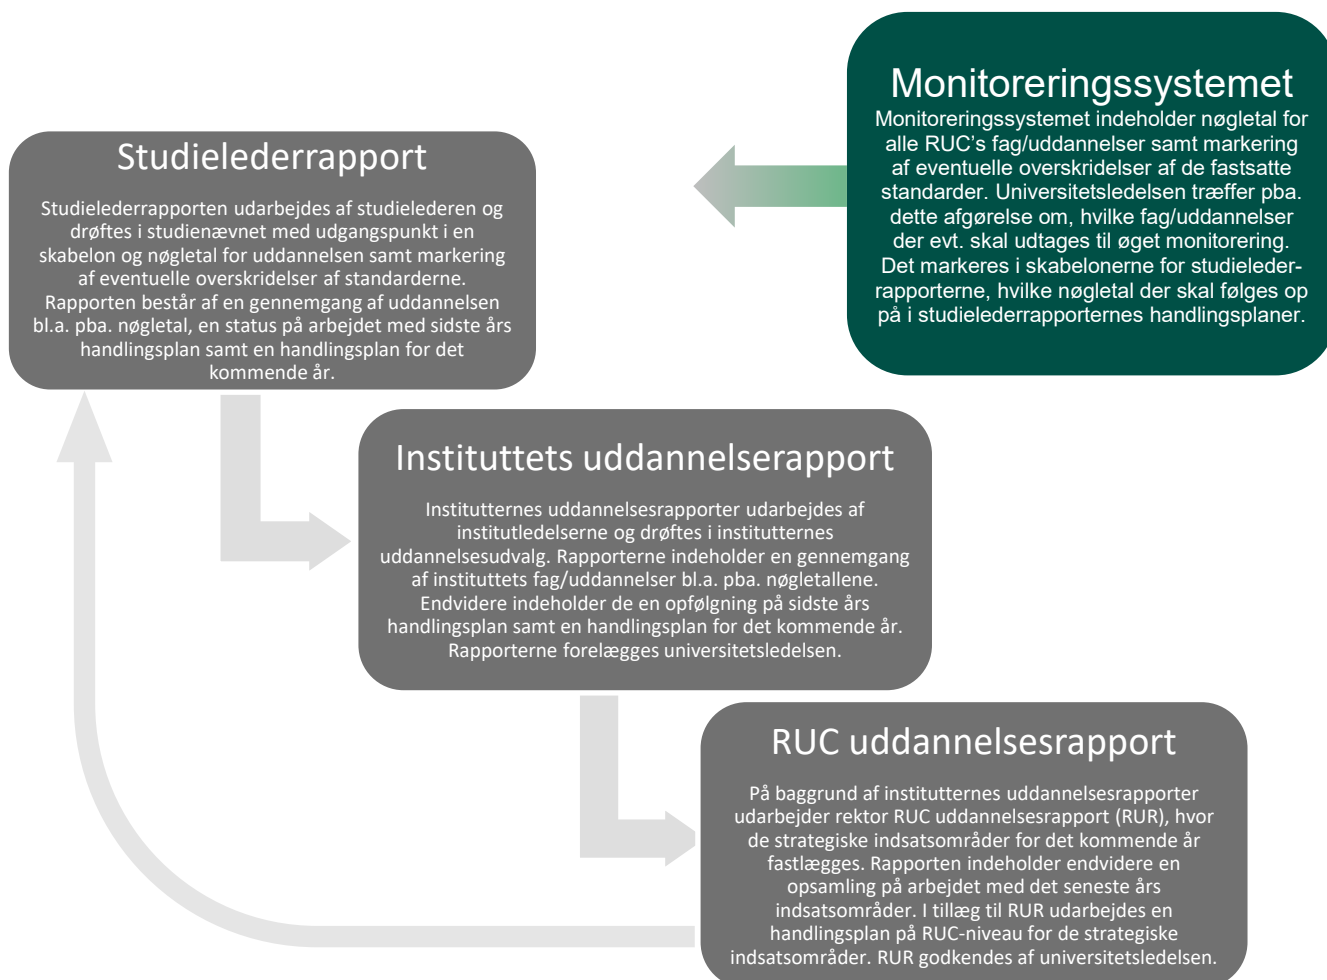 Monitoreringssystemet
Monitoreringssystemet indeholder nøgletal for
alle RUC's fag/uddannelser samt markering
af eventuelle overskridelser af de fastsatte
standarder. Universitetsledelsen træffer pba.
dette afgørelse om, hvilke fag/uddannelser
der evt. skal udtages til øget monitorering.
Det markeres i skabelonerne for studieleder-
rapporterne, hvilke nøgletal der skal følges op
på i studielederrapporternes handlingsplaner.
Studielederrapport
Studielederrapporten udarbejdes af studielederen og
drøftes i studienævnet med udgangspunkt i en
skabelon og nøgletal for uddannelsen samt markering
af eventuelle overskridelser af standarderne.
Rapporten består af en gennemgang af uddannelsen
bl.a. pba. nøgletal, en status på arbejdet med sidste års
handlingsplan samt en handlingsplan for det
kommende år.
Instituttets uddannelserapport
Institutternes uddannelsesrapporter udarbejdes af
institutledelserne og drøftes i institutternes
uddannelsesudvalg. Rapporterne indeholder en gennemgang
af instituttets fag/uddannelser bl.a. pba. nøgletallene.
Endvidere indeholder de en opfølgning på sidste års
handlingsplan samt en handlingsplan for det kommende år.
Rapporterne forelægges universitetsledelsen.
RUC uddannelsesrapport
På baggrund af institutternes uddannelsesrapporter
udarbejder rektor RUC uddannelsesrapport (RUR), hvor
de strategiske indsatsområder for det kommende år
fastlægges. Rapporten indeholder endvidere en
opsamling på arbejdet med det seneste års
indsatsområder. I tillæg til RUR udarbejdes en
handlingsplan på RUC-niveau for de strategiske
indsatsområder. RUR godkendes af universitetsledelsen.